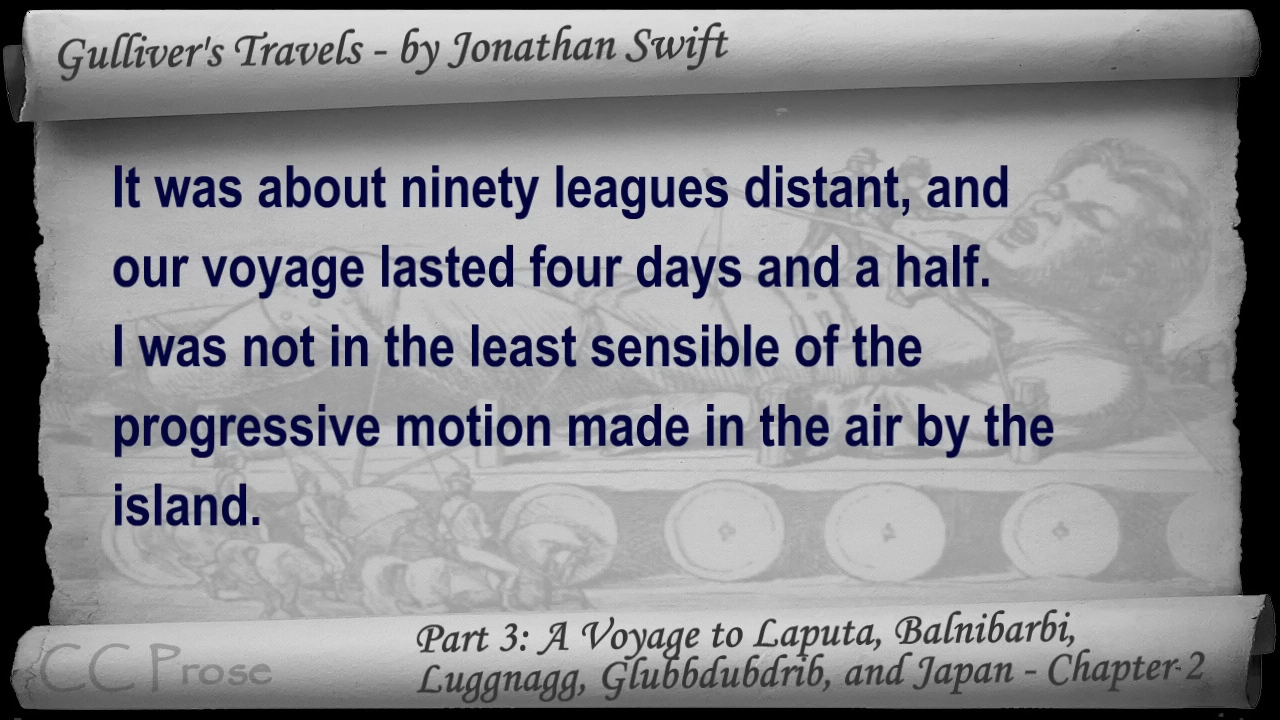 Gulliver's Travels - by Jonathan Swift
It was about ninety leagues distant, and
our voyage lasted four days and a half.
I was not in the least sensible of the
progressive motion made in the air by the
island.
Part 3: A Voyage to Laputa, Balnibarbi,
Luggnagg, Glubbdubdrib, and Japan - Chapter 2
CC Prose